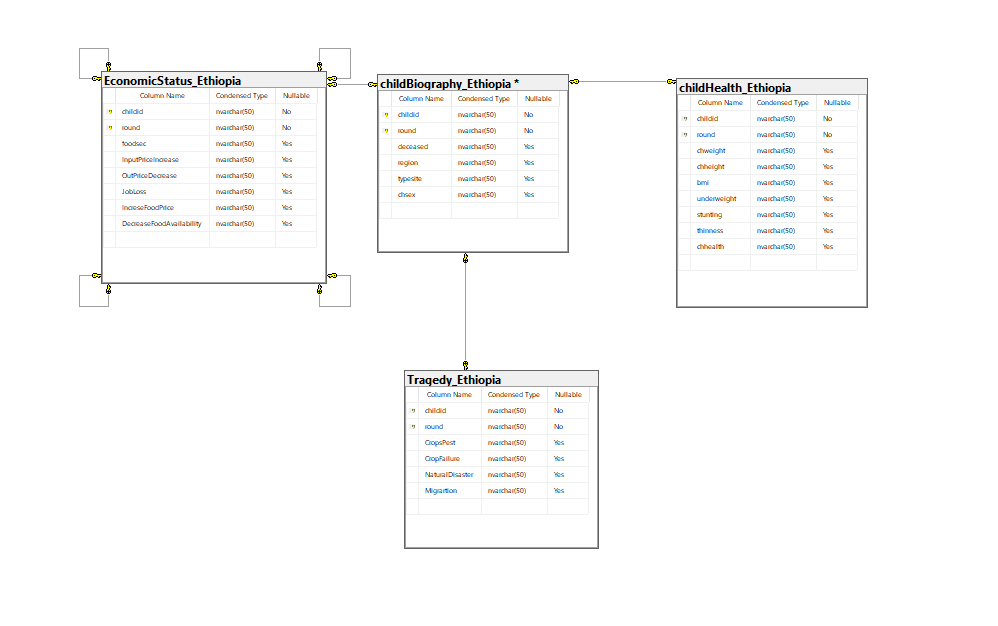 EconomicStatus_Ethiopia
Column Name Condensed Type Nullable
childid nvarchar(50) No
round nvarchar(50) No
foodsec nvarchar(50) Yes
InputPriceIncrease nvarchar(50) Yes
OutPriceDecrease nvarchar(50) Yes
JobLoss nvarchar(50) Yes
IncreseFoodPrice nvarchar(50) Yes
DecreaseFoodAvailability nvarchar(50) Yes
childBiography_Ethiopia *
Column Name Condensed Type Nullable
childid nvarchar(50) No
round nvarchar(50) No
deceased nvarchar(50) Yes
region nvarchar(50) Yes
typesite nvarchar(50) Yes
chsex nvarchar(50) Yes
childHealth_Ethiopia
Column Name Condensed Type Nullable
childid nvarchar(50) No
round nvarchar(50) No
chweight nvarchar(50) Yes
chheight nvarchar(50) Yes
bmi nvarchar(50) Yes
underweight nvarchar(50) Yes
stunting nvarchar(50) Yes
thinness nvarchar(50) Yes
chhealth nvarchar(50) Yes
Tragedy_Ethiopia
Column Name Condensed Type Nullable
childid nvarchar(50) No
round nvarchar(50) No
CropsPest nvarchar(50) Yes
CropFailure nvarchar(50) Yes
NaturalDisaster nvarchar(50) Yes
Migrartion nvarchar(50) Yes